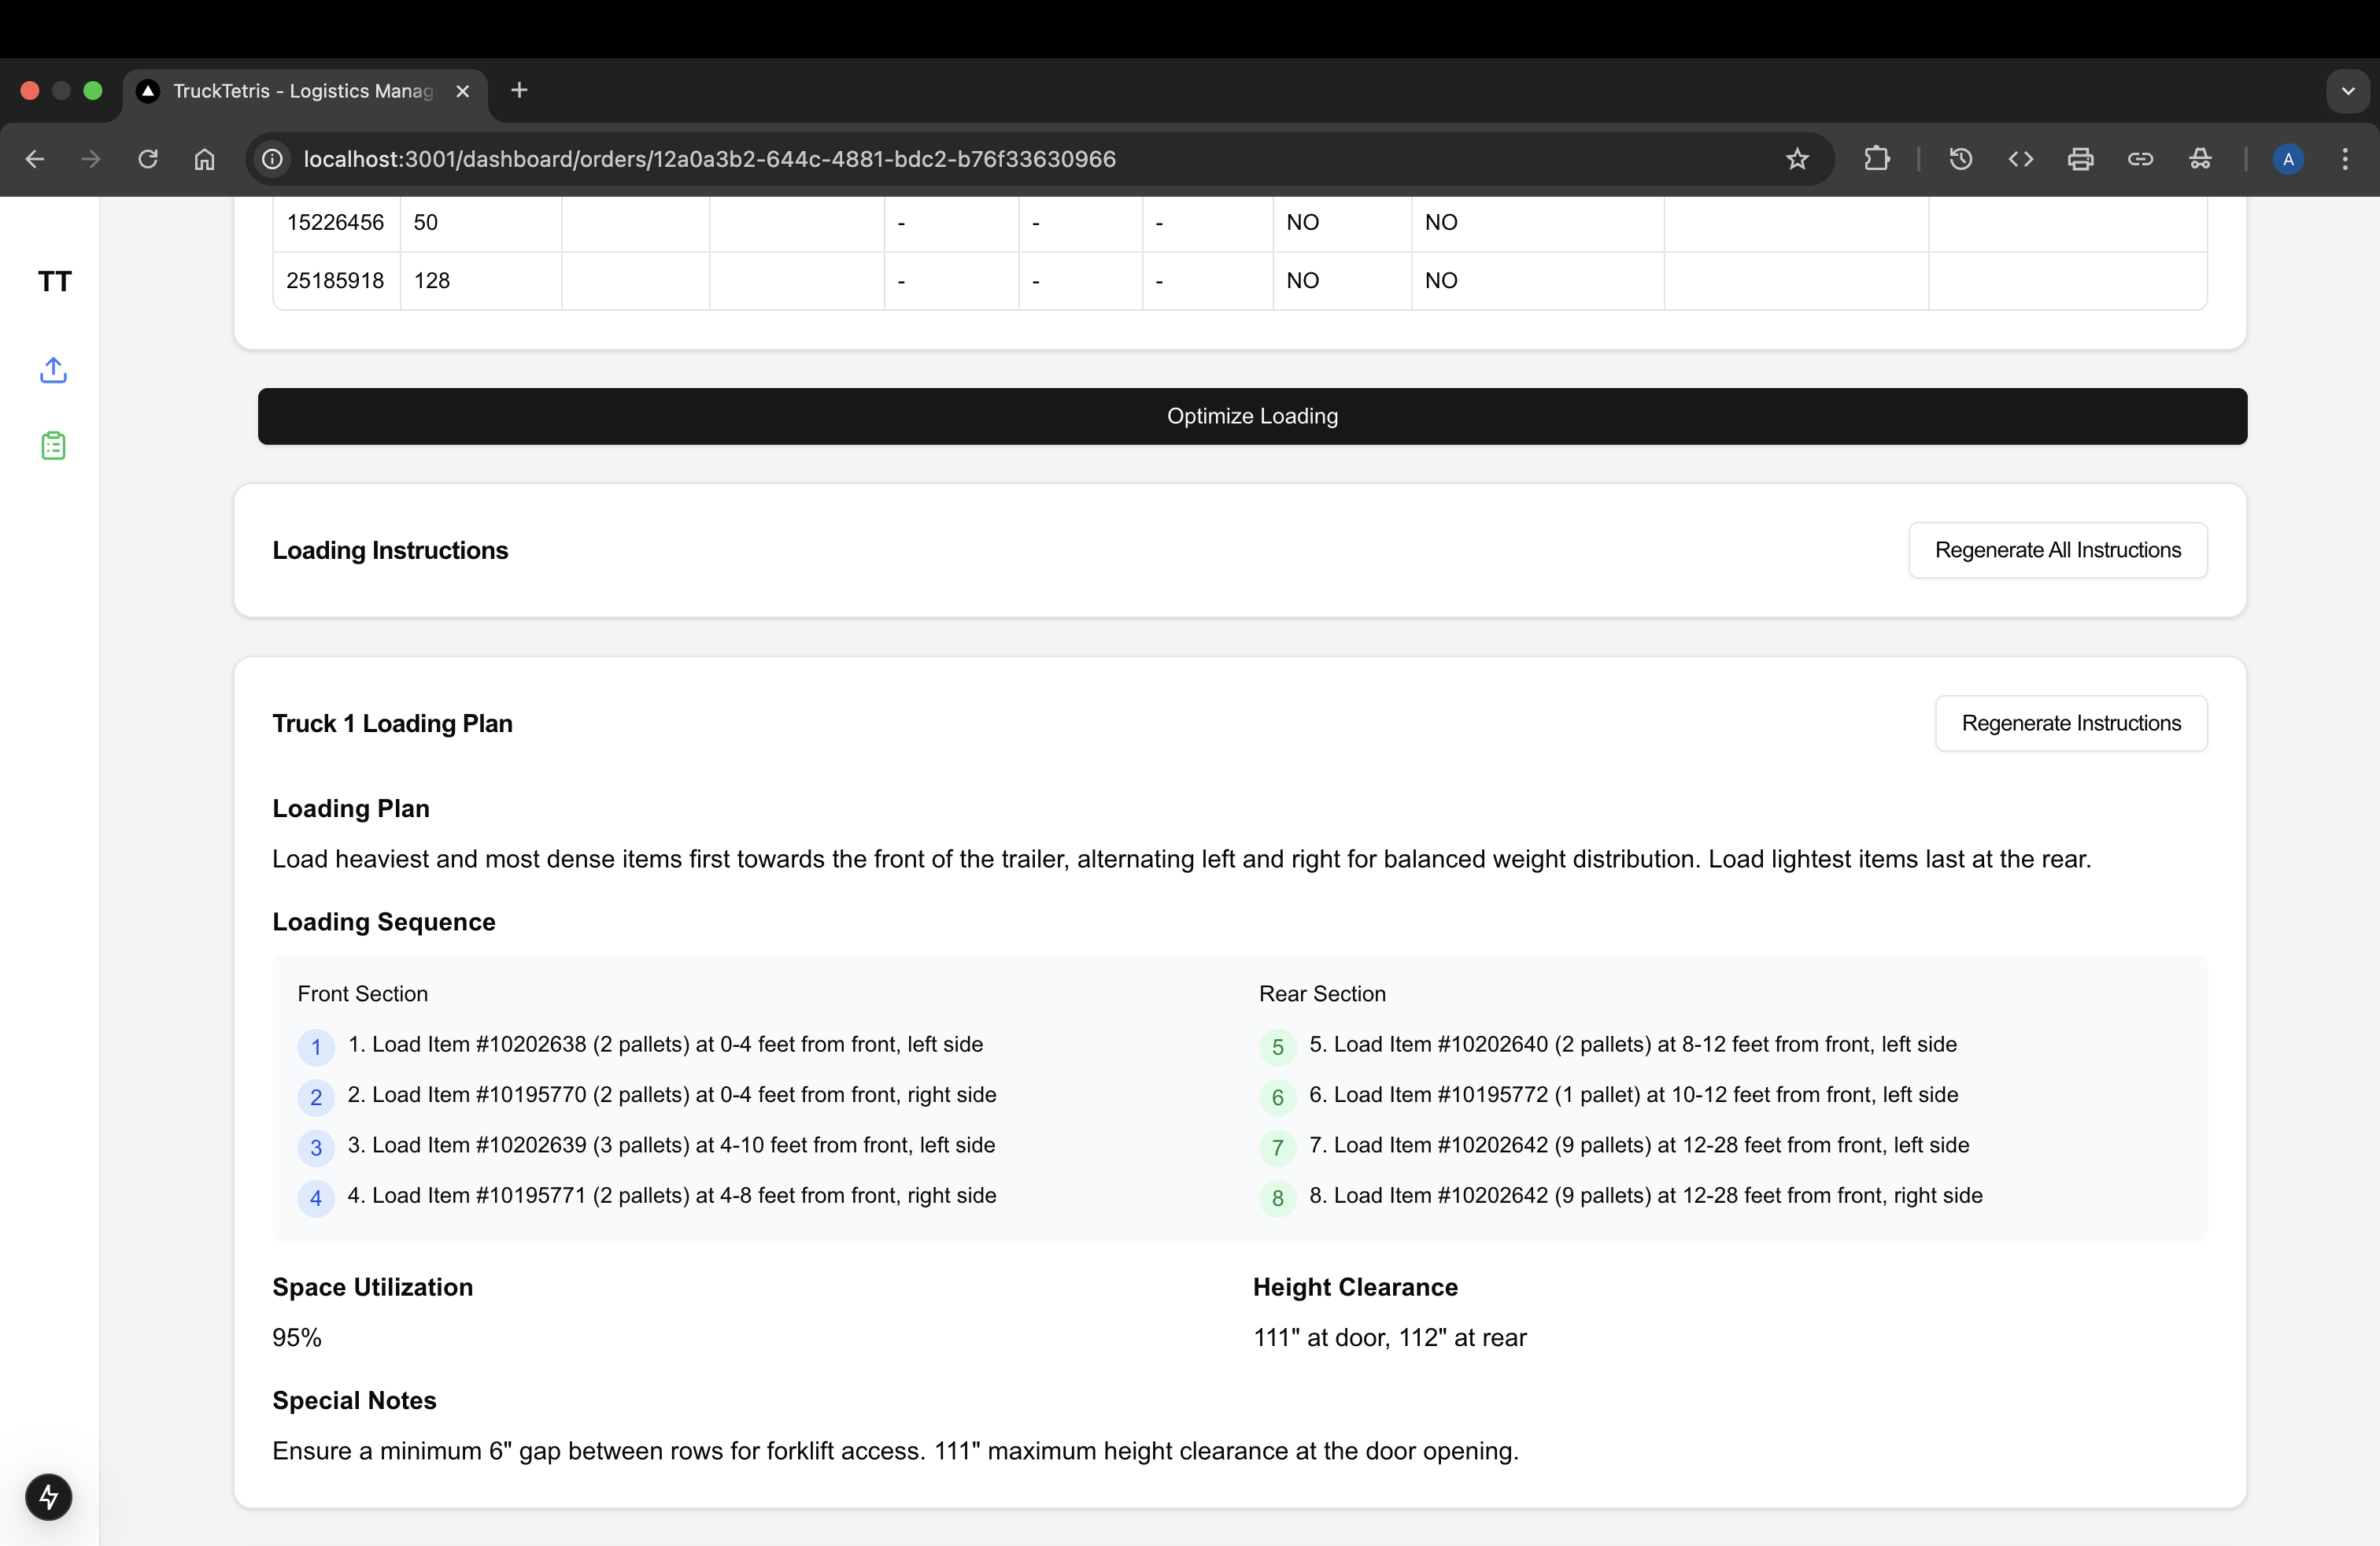 TruckTetris - Logistics Manag
localhost:3001/dashboard/orders/12a0a3b2-644c-4881-bdc2-b76f33630966
A
TT
15226456 50 - - - NO NO
25185918 128 - - - NO NO
Optimize Loading
Loading Instructions
Regenerate All Instructions
Truck 1 Loading Plan
Regenerate Instructions
Loading Plan
Load heaviest and most dense items first towards the front of the trailer, alternating left and right for balanced weight distribution. Load lightest items last at the rear.
Loading Sequence
Front Section
1 1. Load Item #10202638 (2 pallets) at 0-4 feet from front, left side
2 2. Load Item #10195770 (2 pallets) at 0-4 feet from front, right side
3 3. Load Item #10202639 (3 pallets) at 4-10 feet from front, left side
4 4. Load Item #10195771 (2 pallets) at 4-8 feet from front, right side
Rear Section
5 5. Load Item #10202640 (2 pallets) at 8-12 feet from front, left side
6 6. Load Item #10195772 (1 pallet) at 10-12 feet from front, left side
7 7. Load Item #10202642 (9 pallets) at 12-28 feet from front, left side
8 8. Load Item #10202642 (9 pallets) at 12-28 feet from front, right side
Space Utilization
95%
Height Clearance
111" at door, 112" at rear
Special Notes
Ensure a minimum 6" gap between rows for forklift access. 111" maximum height clearance at the door opening.